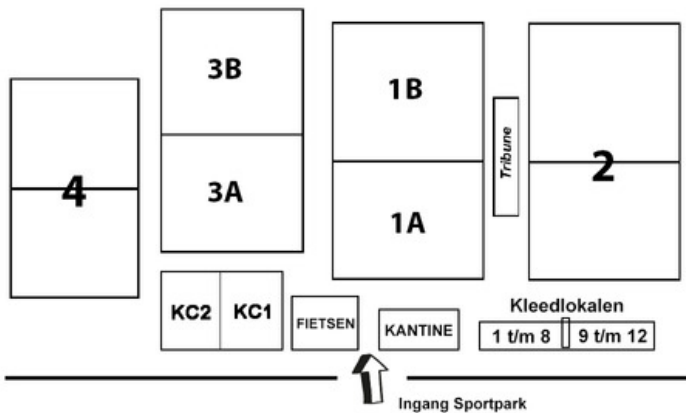 3B
1B
4
3A
Tribune
2
1A
KC2
KC1
FIETSEN
KANTINE
Kleedlokalen
1 t/m 8
9 t/m 12
Ingang Sportpark